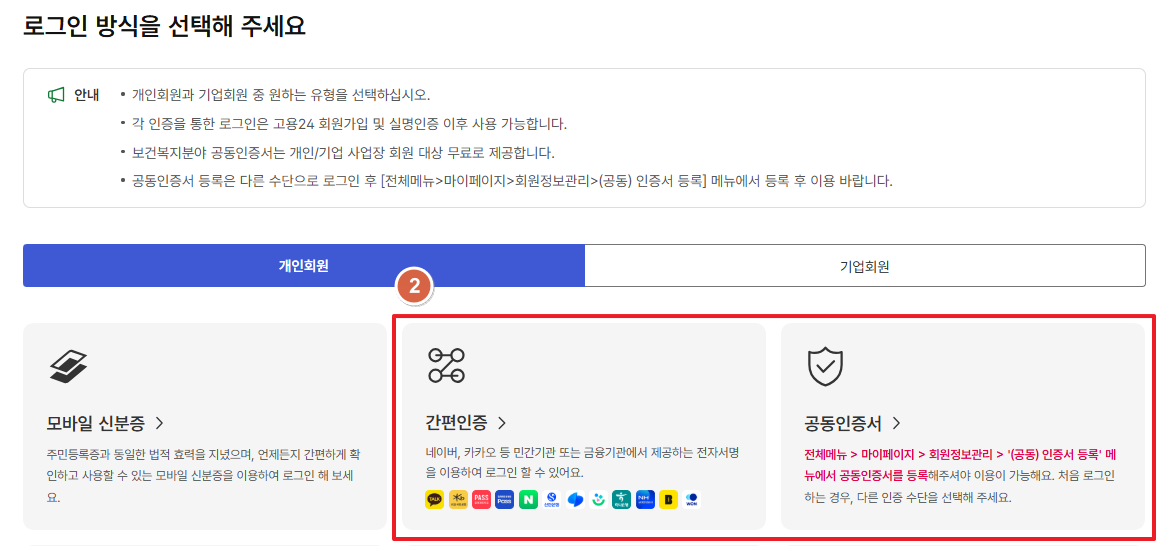 로그인 방식을 선택해 주세요
안내
• 개인회원과 기업회원 중 원하는 유형을 선택하십시오.
• 각 인증을 통한 로그인은 고용24 회원가입 및 실명인증 이후 사용 가능합니다.
• 보건복지분야 공동인증서는 개인/기업 사업장 회원 대상 무료로 제공합니다.
• 공동인증서 등록은 다른 수단으로 로그인 후 [전체메뉴>마이페이지>회원정보관리>(공동) 인증서 등록] 메뉴에서 등록 후 이용 바랍니다.
개인회원
기업회원
2
모바일 신분증 >
주민등록증과 동일한 법적 효력을 지녔으며, 언제든지 간편하게 확
인하고 사용할 수 있는 모바일 신분증을 이용하여 로그인 해 보세
요.
간편인증 >
네이버, 카카오 등 민간기관 또는 금융기관에서 제공하는 전자서명
을 이용하여 로그인 할 수 있어요.
TALK PASS PASS N 신한은행 하나은행 NH WON
공동인증서 >
전체메뉴 > 마이페이지 > 회원정보관리 > '(공동) 인증서 등록' 메
뉴에서 공동인증서를 등록해주셔야 이용이 가능해요. 처음 로그인
하는 경우, 다른 인증 수단을 선택해 주세요.